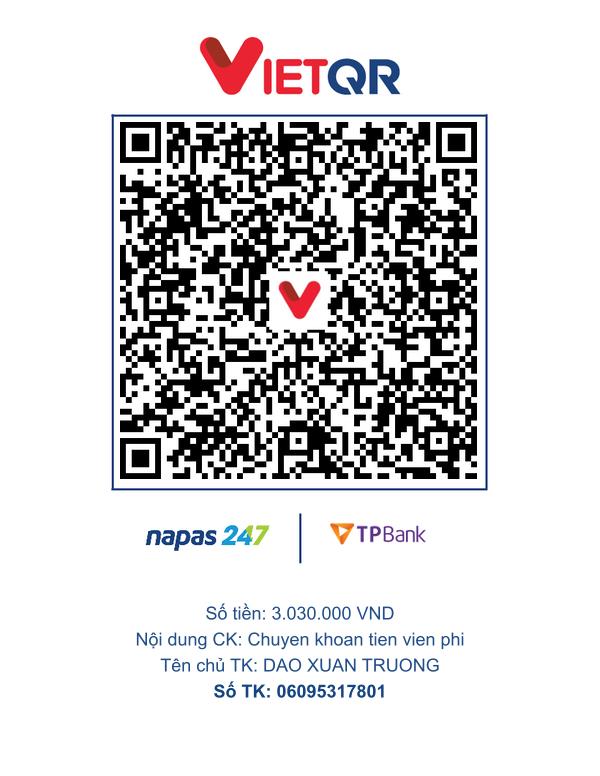 VIETQR
napas 247
TPBank
Số tiền: 3.030.000 VND
Nội dung CK: Chuyen khoan tien vien phi
Tên chủ TK: DAO XUAN TRUONG
Số TK: 06095317801